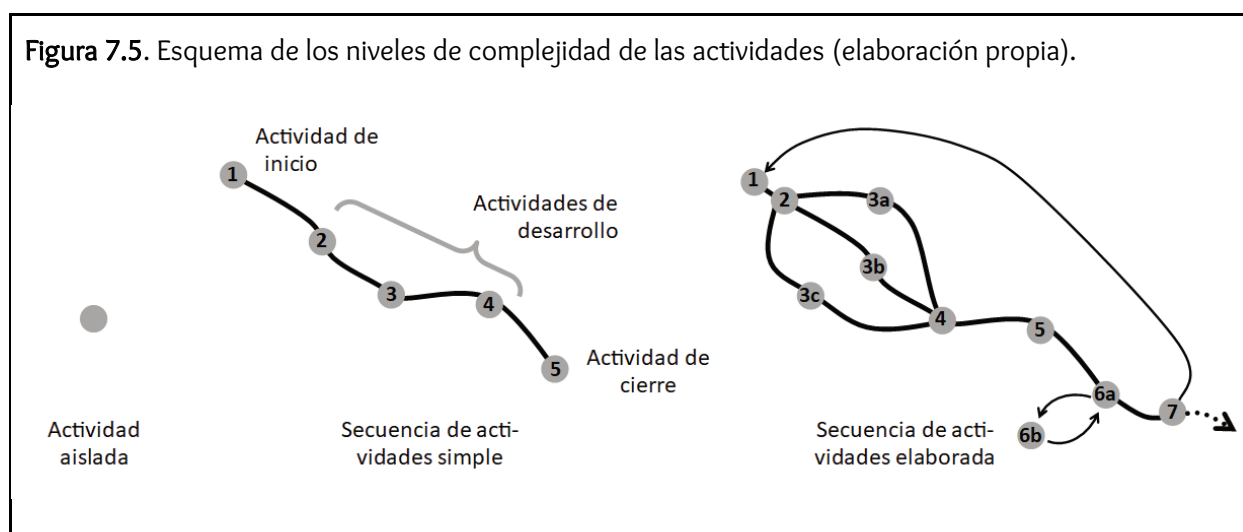 Figura 7.5. Esquema de los niveles de complejidad de las actividades (elaboración propia).
Actividad
aislada
Actividad de
inicio
1
2
3
4
5
Actividades de
desarrollo
Actividad de
cierre
Secuencia de acti-
vidades simple
1
2
3a
3b
3c
4
5
6a
6b
7
Secuencia de acti-
vidades elaborada